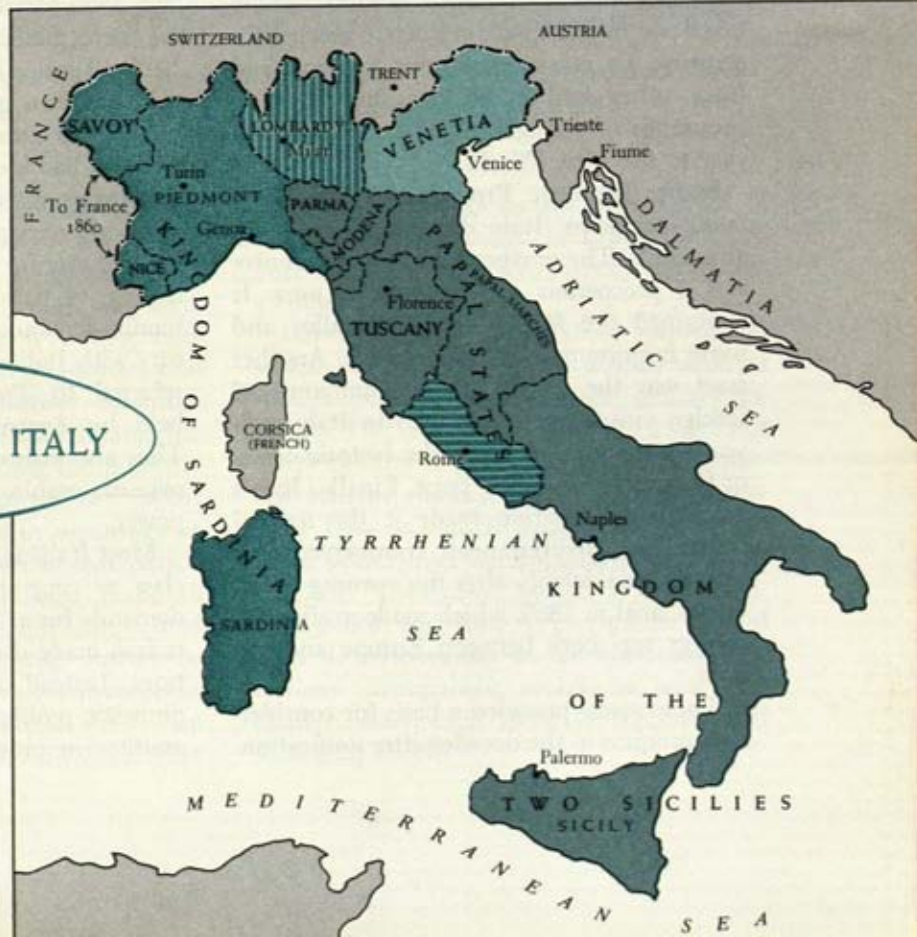 SWITZERLAND
AUSTRIA
FRANCE
TRENT
SAVOY
LOMBARDY
Milan
VENETIA
Trieste
Venice
Fiume
Turin
PIEDMONT
To France
1860
PARMA
MODENA
Genoa
NICE
DALMATIA
ADRIATIC SEA
PAPAL STATES
PAPAL MARCHES
Florence
TUSCANY
KINGDOM OF SARDINIA
ITALY
CORSICA
(FRENCH)
Rome
Naples
TYRRHENIAN
SEA
KINGDOM
OF THE
TWO SICILIES
SARDINIA
Palermo
SICILY
MEDITERRANEAN SEA